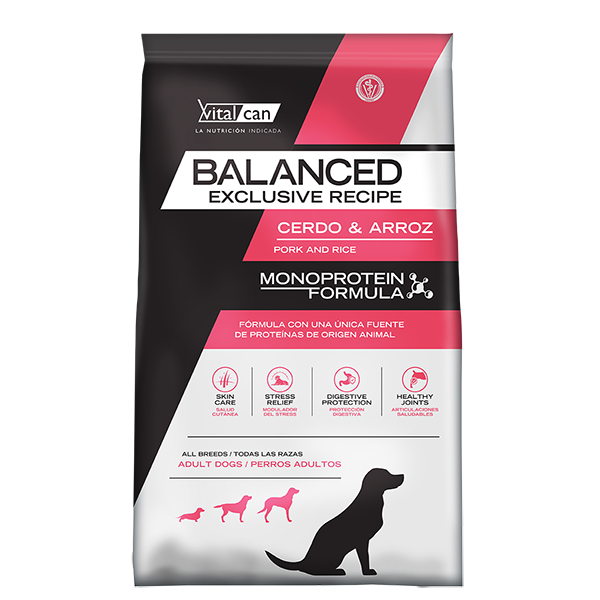 Vital can
LA NUTRICIÓN INDICADA
BALANCED
EXCLUSIVE RECIPE
CERDO & ARROZ
PORK AND RICE
MONOPROTEIN
FORMULA
FÓRMULA CON UNA ÚNICA FUENTE
DE PROTEÍNAS DE ORIGEN ANIMAL
SKIN
CARE
SALUD
CUTÁNEA
STRESS
RELIEF
MODULADOR
DEL STRESS
DIGESTIVE
PROTECTION
PROTECCIÓN
DIGESTIVA
HEALTHY
JOINTS
ARTICULACIONES
SALUDABLES
ALL BREEDS / TODAS LAS RAZAS
ADULT DOGS / PERROS ADULTOS